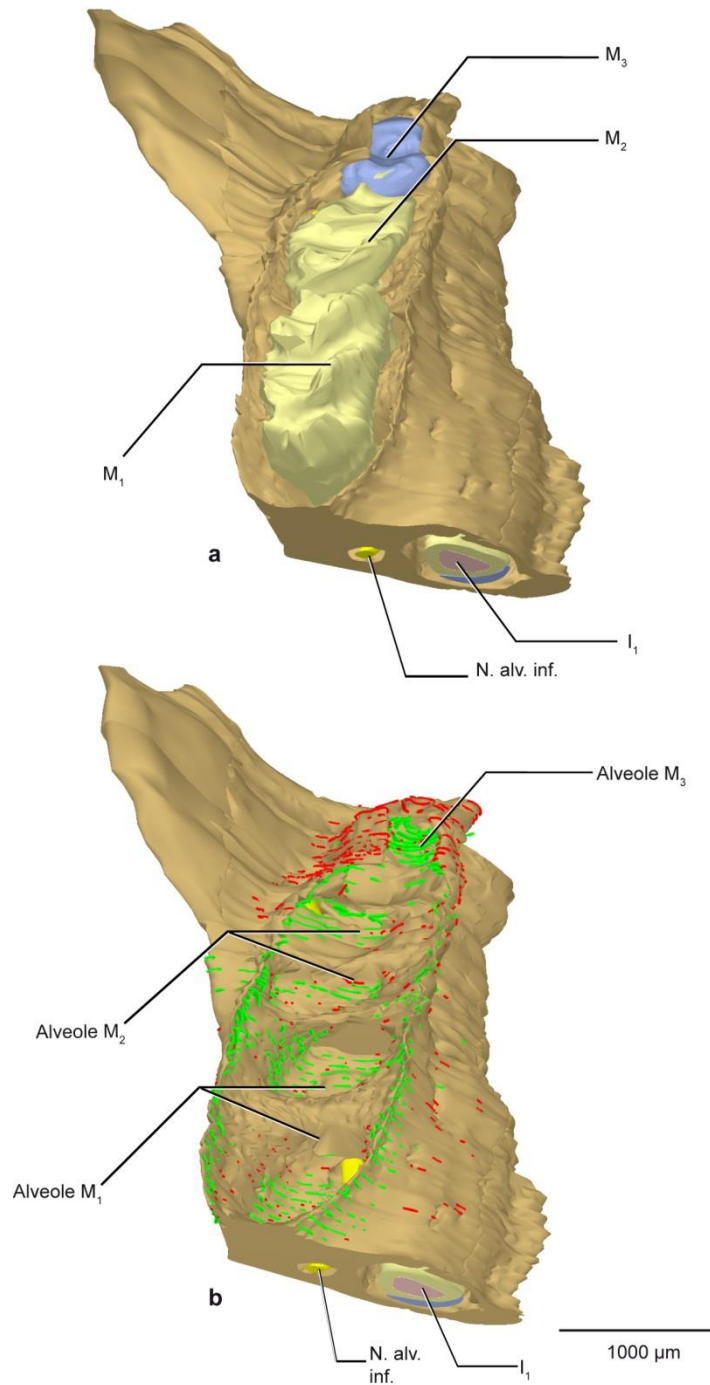 M₃
M₂
M₁
a
I₁
N. alv. inf.
Alveole M₃
Alveole M₂
Alveole M₁
b
N. alv.
inf.
I₁
1000 µm